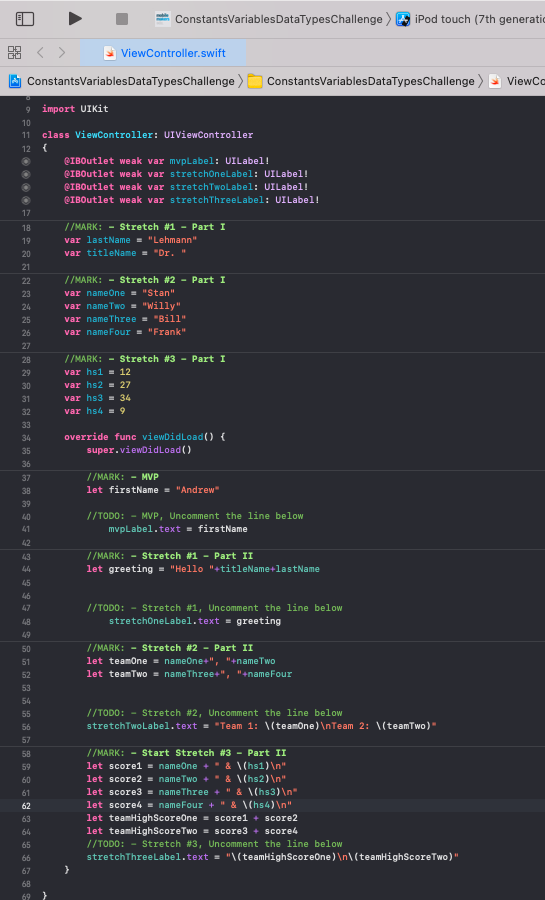 ConstantsVariablesDataTypesChallenge 〉 iPod touch (7th generatio
ViewController.swift
ConstantsVariablesDataTypesChallenge 〉 ConstantsVariablesDataTypesChallenge 〉 ViewCo
8
9 import UIKit
10
11 class ViewController: UIViewController
12 {
@IBOutlet weak var mvpLabel: UILabel!
@IBOutlet weak var stretchOneLabel: UILabel!
@IBOutlet weak var stretchTwoLabel: UILabel!
@IBOutlet weak var stretchThreeLabel: UILabel!
17
18 //MARK: - Stretch #1 - Part I
19 var lastName = "Lehmann"
20 var titleName = "Dr. "
21
22 //MARK: - Stretch #2 - Part I
23 var nameOne = "Stan"
24 var nameTwo = "Willy"
25 var nameThree = "Bill"
26 var nameFour = "Frank"
27
28 //MARK: - Stretch #3 - Part I
29 var hs1 = 12
30 var hs2 = 27
31 var hs3 = 34
32 var hs4 = 9
33
34 override func viewDidLoad() {
35 super.viewDidLoad()
36
37 //MARK: - MVP
38 let firstName = "Andrew"
39
40 //TODO: - MVP, Uncomment the line below
41 mvpLabel.text = firstName
42
43 //MARK: - Stretch #1 - Part II
44 let greeting = "Hello "+titleName+lastName
45
46
47 //TODO: - Stretch #1, Uncomment the line below
48 stretchOneLabel.text = greeting
49
50 //MARK: - Stretch #2 - Part II
51 let teamOne = nameOne+", "+nameTwo
52 let teamTwo = nameThree+", "+nameFour
53
54
55 //TODO: - Stretch #2, Uncomment the line below
56 stretchTwoLabel.text = "Team 1: \(teamOne)\nTeam 2: \(teamTwo)"
57
58 //MARK: - Start Stretch #3 - Part II
59 let score1 = nameOne + " & \(hs1)\n"
60 let score2 = nameTwo + " & \(hs2)\n"
61 let score3 = nameThree + " & \(hs3)\n"
62 let score4 = nameFour + " & \(hs4)\n"
63 let teamHighScoreOne = score1 + score2
64 let teamHighScoreTwo = score3 + score4
65 //TODO: - Stretch #3, Uncomment the line below
66 stretchThreeLabel.text = "\(teamHighScoreOne)\n\(teamHighScoreTwo)"
67 }
68
69 }